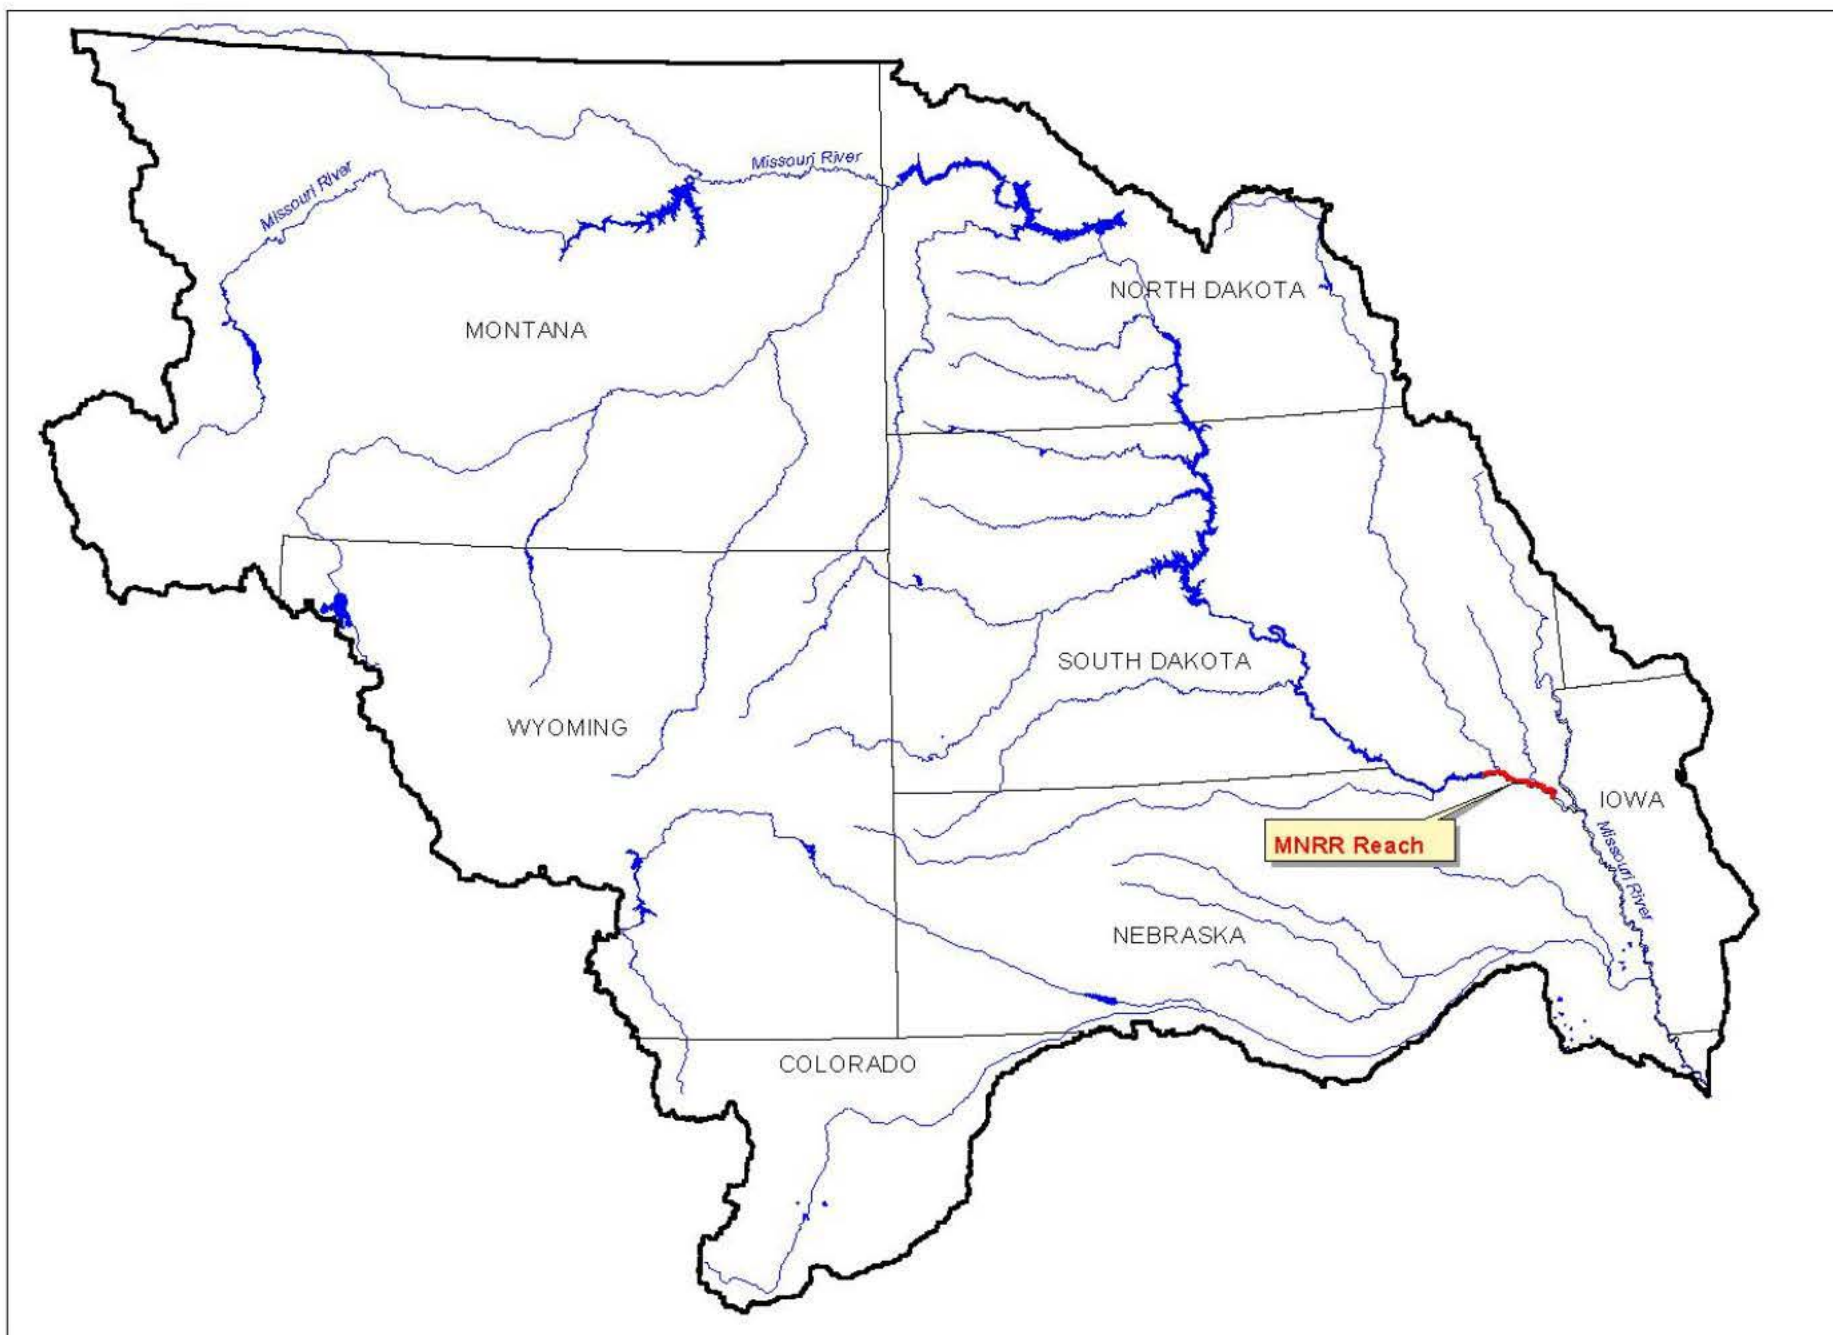 Missouri River
Missouri River
NORTH DAKOTA
MONTANA
SOUTH DAKOTA
WYOMING
IOWA
MNRR Reach
Missouri River
NEBRASKA
COLORADO